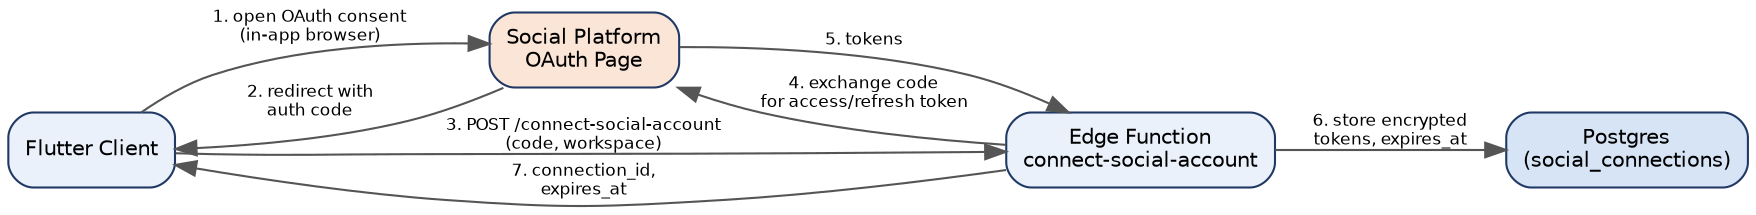 1. open OAuth consent
(in-app browser)
Social Platform
OAuth Page
5. tokens
2. redirect with
auth code
4. exchange code
for access/refresh token
Flutter Client
3. POST /connect-social-account
(code, workspace)
Edge Function
connect-social-account
6. store encrypted
tokens, expires_at
Postgres
(social_connections)
7. connection_id,
expires_at